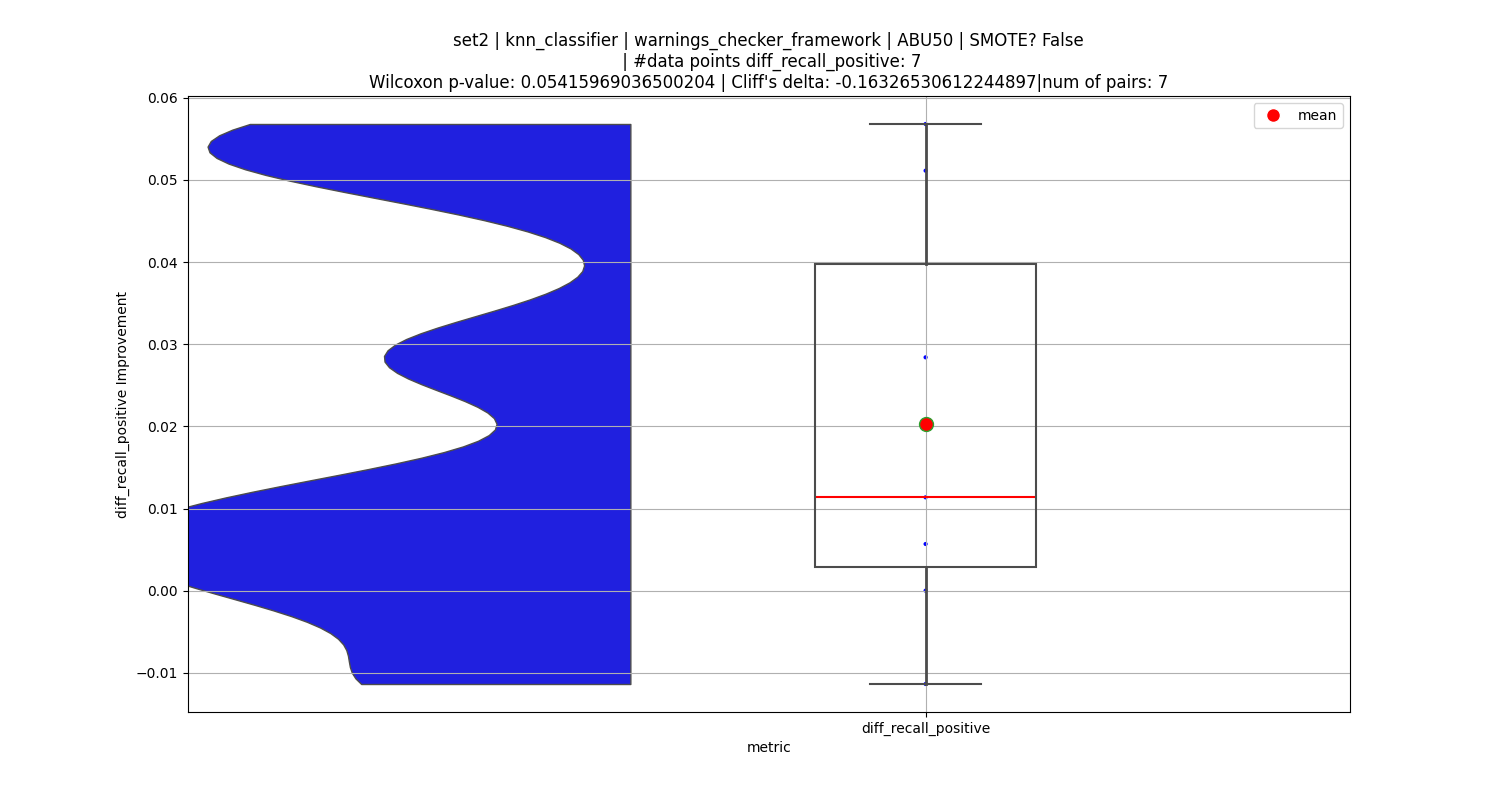 set2 | knn_classifier | warnings_checker_framework | ABU50 | SMOTE? False
| #data points diff_recall_positive: 7
Wilcoxon p-value: 0.05415969036500204 | Cliff's delta: -0.16326530612244897|num of pairs: 7
mean
0.06
0.05
0.04
0.03
0.02
0.01
0.00
−0.01
diff_recall_positive Improvement
diff_recall_positive
metric